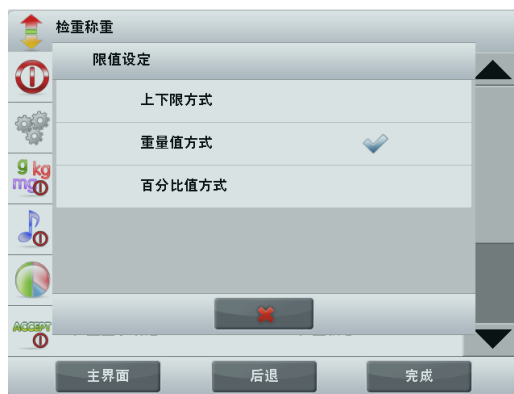 检重称重
限值设定
上下限方式
重量值方式
百分比值方式
g kg
mg
ACCEPT
主界面
后退
完成